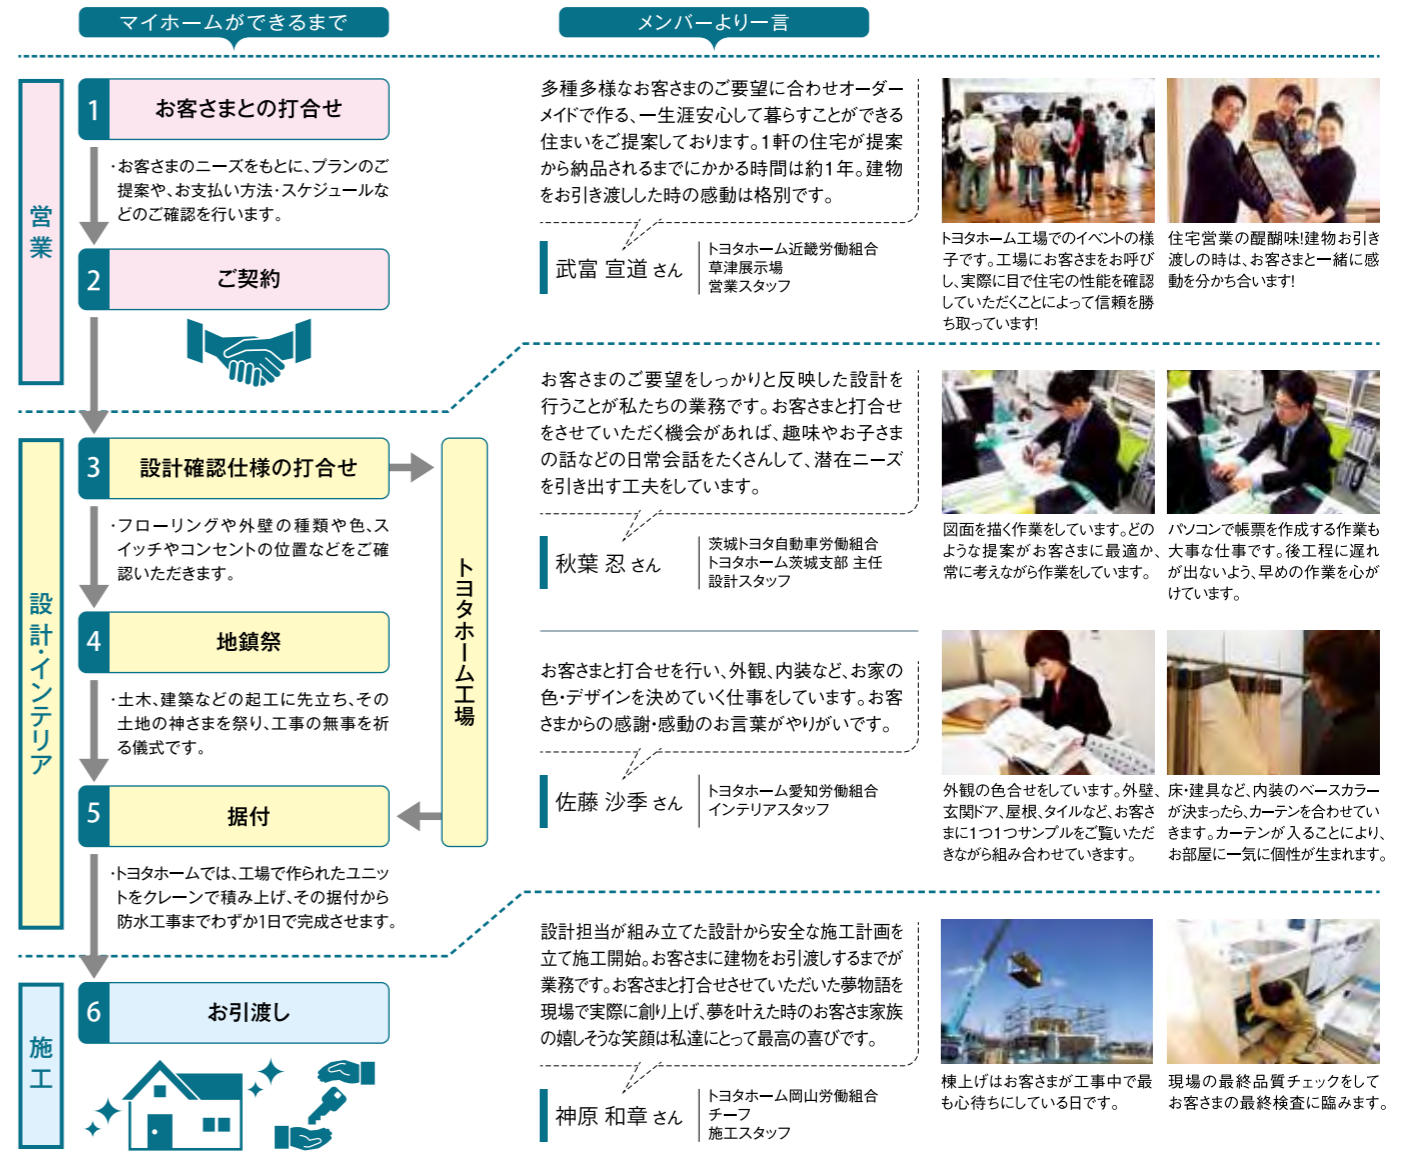 マイホームができるまで
メンバーより一言
営業
1 お客さまとの打合せ
・お客さまのニーズをもとに、プランのご
提案や、お支払い方法・スケジュールな
どのご確認を行います。
2 ご契約
多種多様なお客さまのご要望に合わせオーダー
メイドで作る、一生涯安心して暮らすことができる
住まいをご提案しております。1軒の住宅が提案
から納品されるまでにかかる時間は約1年。建物
をお引き渡しした時の感動は格別です。
武富 宣道 さん
トヨタホーム近畿労働組合
草津展示場
営業スタッフ
トヨタホーム工場でのイベントの様
子です。工場にお客さまをお呼び
し、実際に目で住宅の性能を確認
していただくことによって信頼を勝
ち取っています!
住宅営業の醍醐味!建物お引き
渡しの時は、お客さまと一緒に感
動を分かち合います!
設計・インテリア
3 設計確認仕様の打合せ
・フローリングや外壁の種類や色、ス
イッチやコンセントの位置などをご確
認いただきます。
4 地鎮祭
・土木、建築などの起工に先立ち、その
土地の神さまを祭り、工事の無事を祈
る儀式です。
5 据付
・トヨタホームでは、工場で作られたユニッ
トをクレーンで積み上げ、その据付から
防水工事までわずか1日で完成させます。
トヨタホーム工場
お客さまのご要望をしっかりと反映した設計を
行うことが私たちの業務です。お客さまと打合せ
をさせていただく機会があれば、趣味やお子さま
の話などの日常会話をたくさんして、潜在ニーズ
を引き出す工夫をしています。
秋葉 忍 さん
茨城トヨタ自動車労働組合
トヨタホーム茨城支部 主任
設計スタッフ
図面を描く作業をしています。どの
ような提案がお客さまに最適か、
常に考えながら作業をしています。
パソコンで帳票を作成する作業も
大事な仕事です。後工程に遅れ
が出ないよう、早めの作業を心が
けています。
お客さまと打合せを行い、外観、内装など、お家の
色・デザインを決めていく仕事をしています。お客
さまからの感謝・感動のお言葉がやりがいです。
佐藤 沙季 さん
トヨタホーム愛知労働組合
インテリアスタッフ
外観の色合せをしています。外壁、
玄関ドア、屋根、タイルなど、お客さ
まに1つ1つサンプルをご覧いただ
きながら組み合わせていきます。
床・建具など、内装のベースカラー
が決まったら、カーテンを合わせてい
きます。カーテンが入ることにより、
お部屋に一気に個性が生まれます。
施工
6 お引渡し
設計担当が組み立てた設計から安全な施工計画を
立て施工開始。お客さまに建物をお引渡しするまでが
業務です。お客さまと打合せさせていただいた夢物語を
現場で実際に創り上げ、夢を叶えた時のお客さま家族
の嬉しそうな笑顔は私達にとって最高の喜びです。
神原 和章 さん
トヨタホーム岡山労働組合
チーフ
施工スタッフ
棟上げはお客さまが工事中で最
も心待ちにしている日です。
現場の最終品質チェックをして
お客さまの最終検査に臨みます。